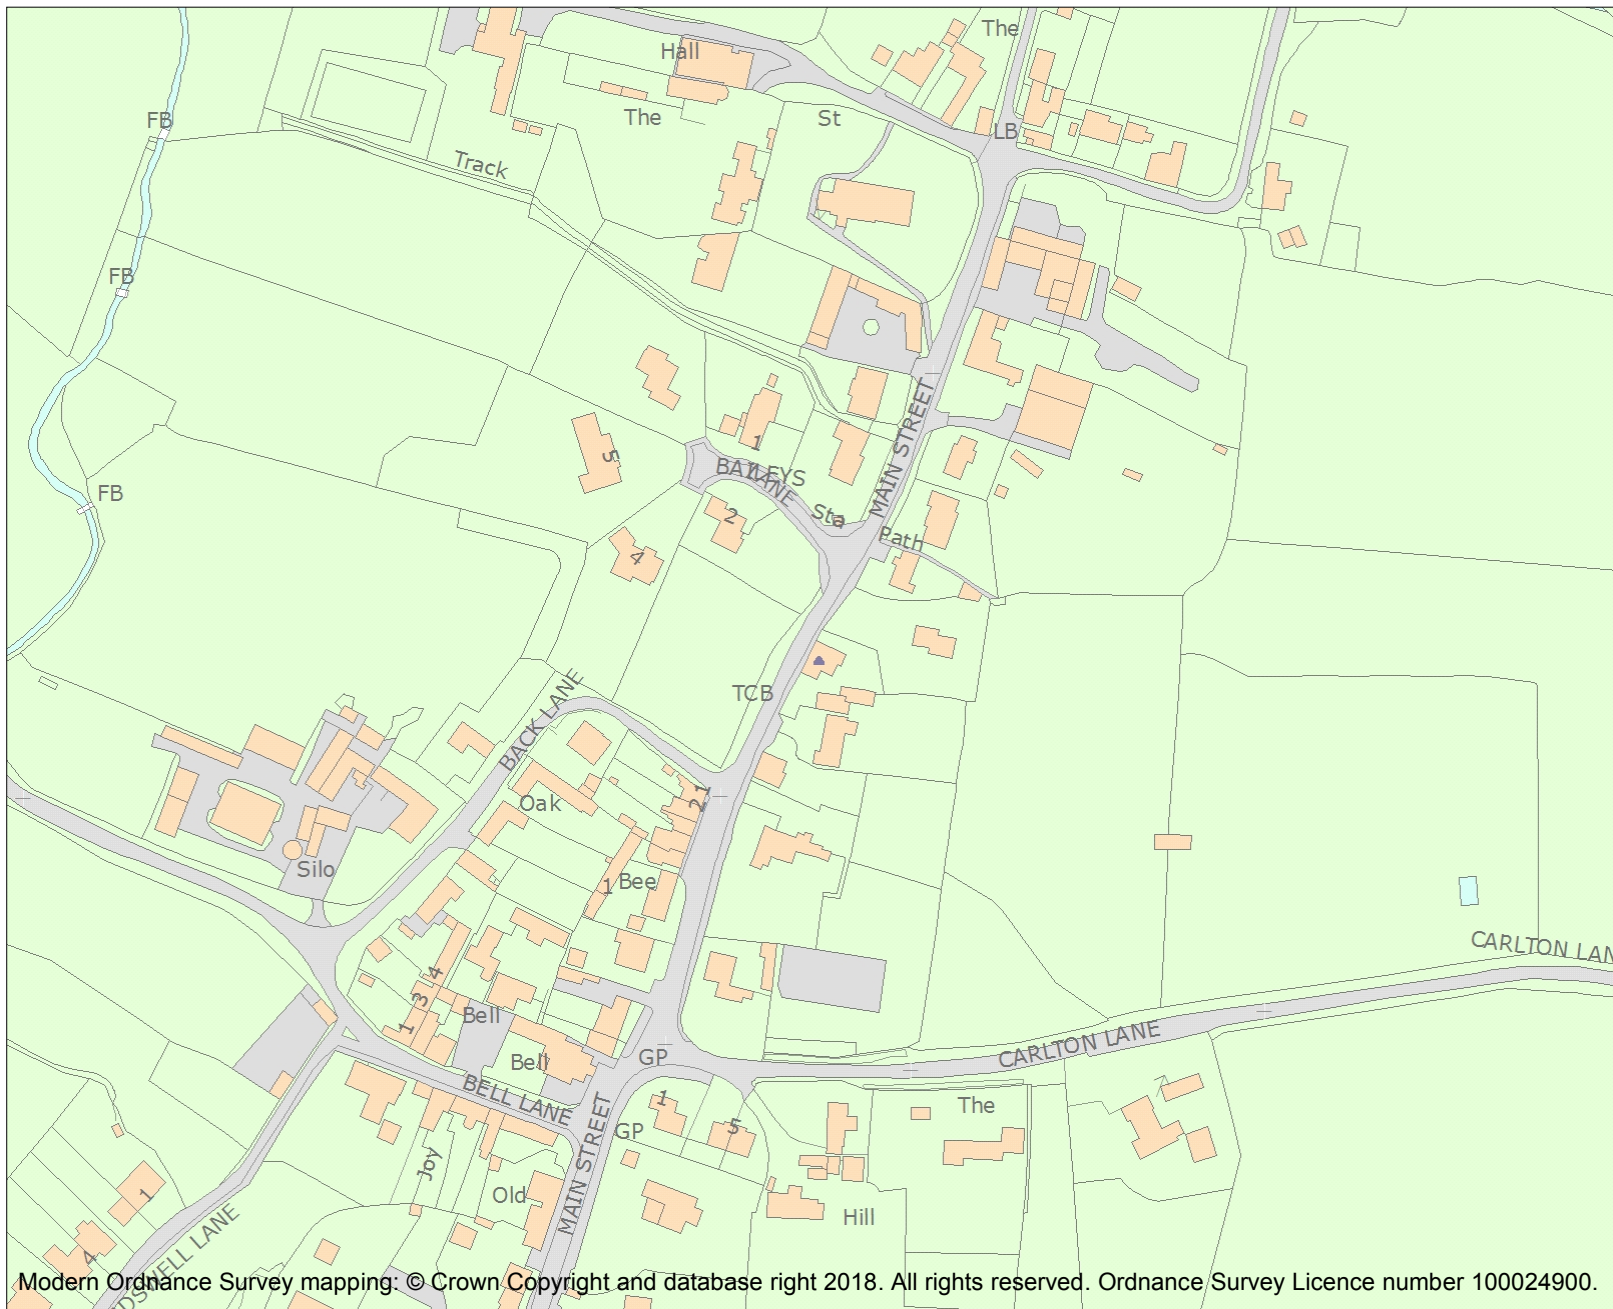 The
Hall
FB
The
St
LB
Track
FB
MAIN STREET
1
BAILEYS
LANE
5
FB
2
Sta
Path
4
TCB
BACK LANE
Oak
21
Silo
1
Bee
CARLTON LAN
4
3
1
Bell
CARLTON LANE
GP
Bell
BELL LANE
1
The
5
GP
Joy
MAIN STREET
1
Old
Hill
4
DSWELL LANE
Modern Ordnance Survey mapping: © Crown Copyright and database right 2018. All rights reserved. Ordnance Survey Licence number 100024900.